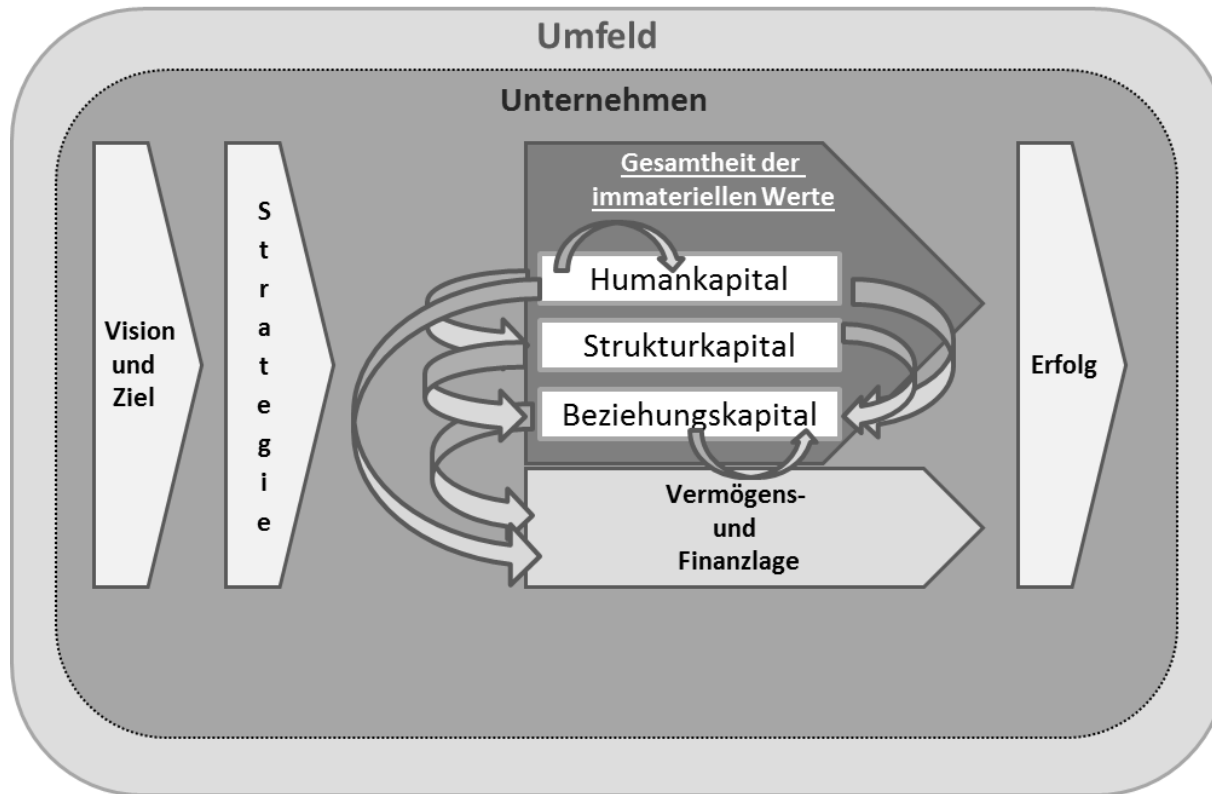 Umfeld
Unternehmen
Vision
und
Ziel
S
t
r
a
t
e
g
i
e
Gesamtheit der
immateriellen Werte
Humankapital
Strukturkapital
Beziehungskapital
Vermögens-
und
Finanzlage
Erfolg